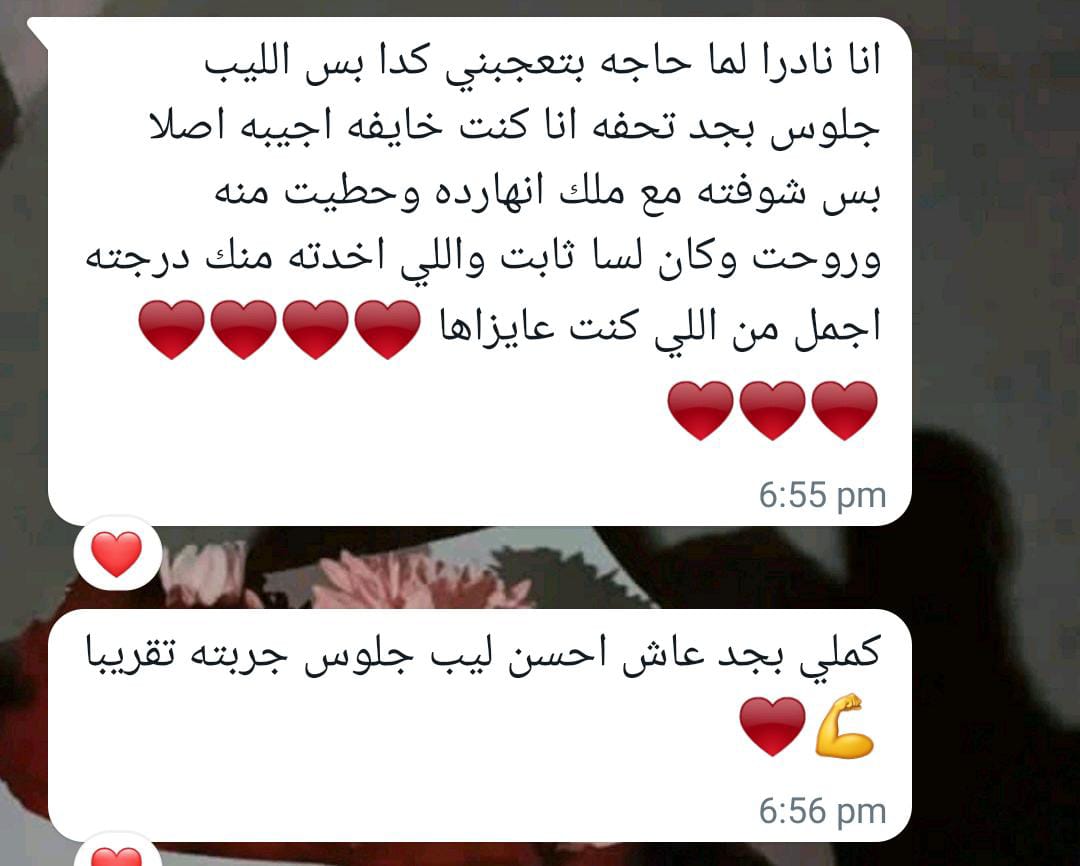 انا نادرا لما حاجه بتعجبني كدا بس الليب
جلوس بجد تحفه انا كنت خايفه اجيبه اصلا
بس شوفته مع ملك انهارده وحطيت منه
وروحت وكان لسا ثابت واللي اخدته منك درجته
اجمل من اللي كنت عايزاها ♥️♥️♥️♥️
♥️♥️♥️
6:55 pm
❤️
كملي بجد عاش احسن ليب جلوس جربته تقريبا
💪♥️
6:56 pm
❤️